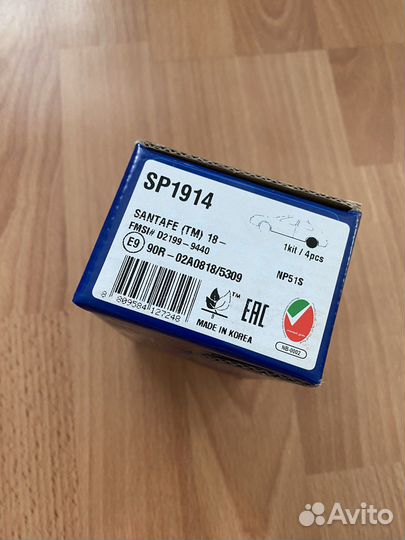 SP1914
SANTAFE (TM) 18-
FMSI# D2199-9440
E9 90R-02A0818/5309
1kit / 4pcs
NP51S
8 809584 127248
B
TM
MADE IN KOREA
EAC
NB-0002
Avito